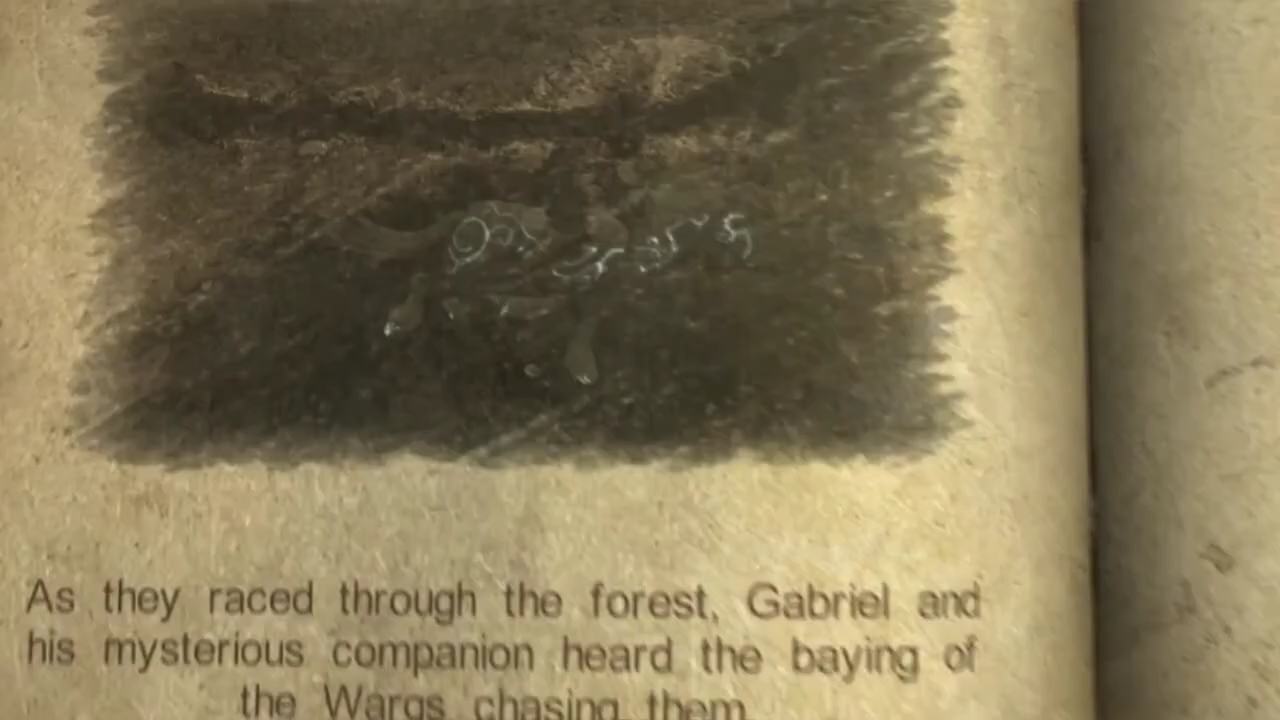 As they raced through the forest, Gabriel and
his mysterious companion heard the baying of
the Wargs chasing them